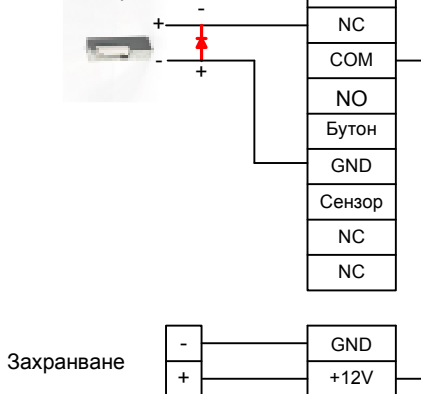 -
+ NC
- COM
+
NO
Бутон
GND
Сензор
NC
NC
- GND
Захранване
+ +12V